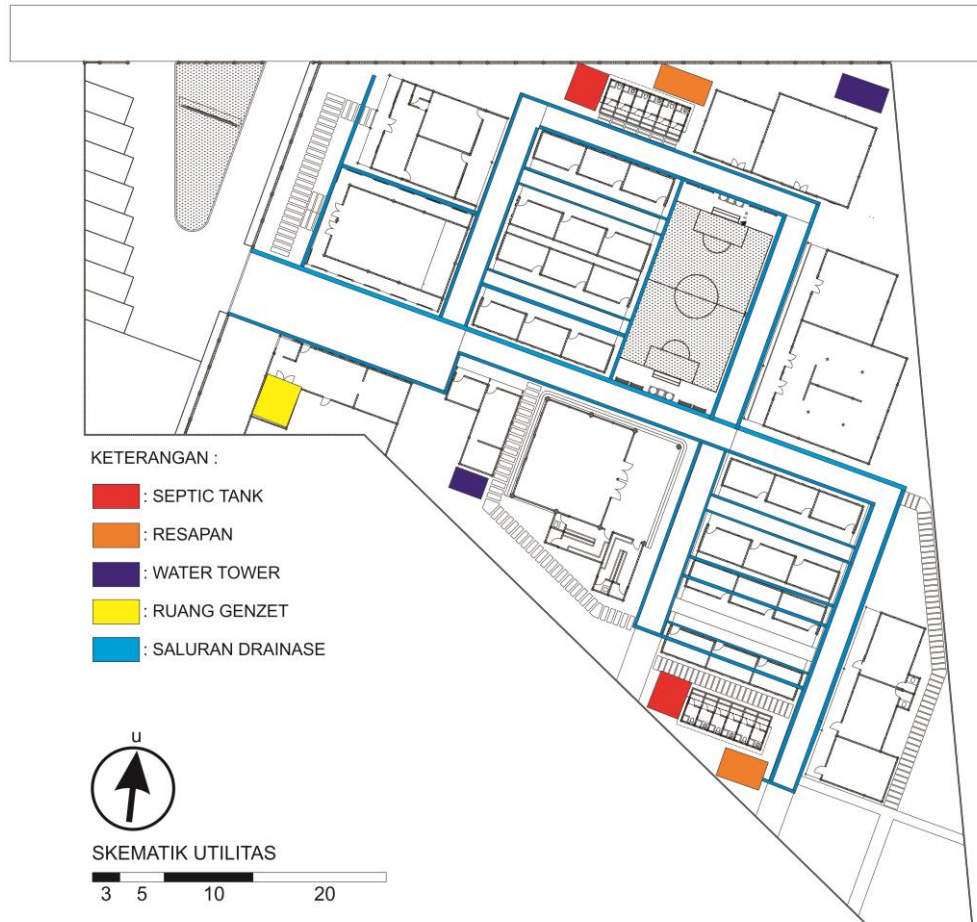 KETERANGAN :
: SEPTIC TANK
: RESAPAN
: WATER TOWER
: RUANG GENZET
: SALURAN DRAINASE
u
SKEMATIK UTILITAS
3 5 10 20